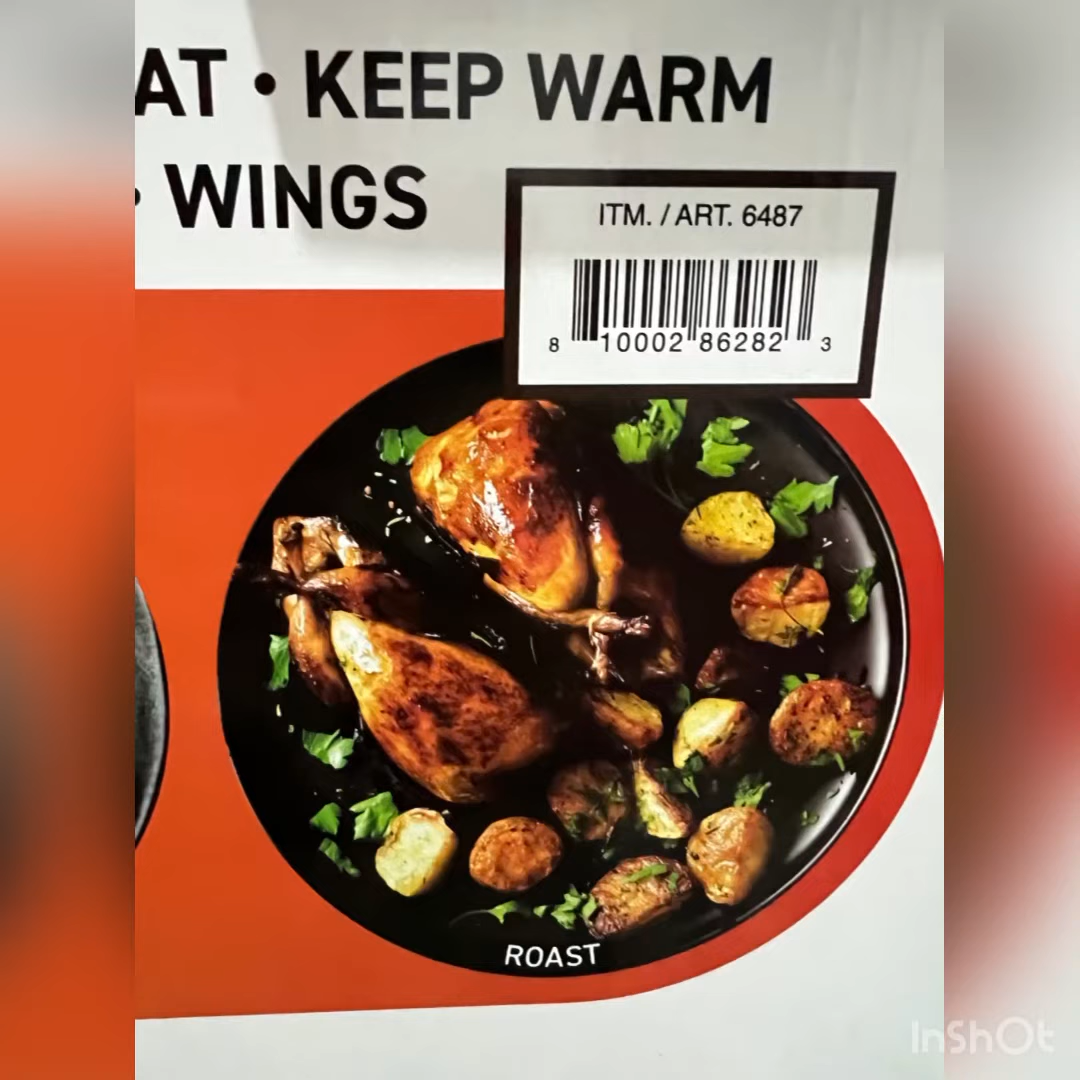 AT • KEEP WARM
• WINGS
ITM. / ART. 6487
8 10002 86282 3
ROAST
InShOt